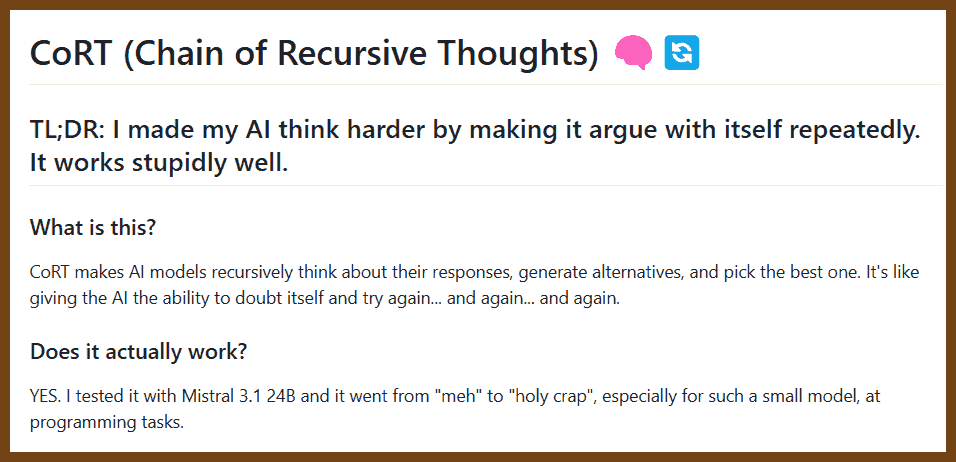 CoRT (Chain of Recursive Thoughts) 🧠 🔄
TL;DR: I made my AI think harder by making it argue with itself repeatedly.
It works stupidly well.
What is this?
CoRT makes AI models recursively think about their responses, generate alternatives, and pick the best one. It's like
giving the AI the ability to doubt itself and try again... and again... and again.
Does it actually work?
YES. I tested it with Mistral 3.1 24B and it went from "meh" to "holy crap", especially for such a small model, at
programming tasks.